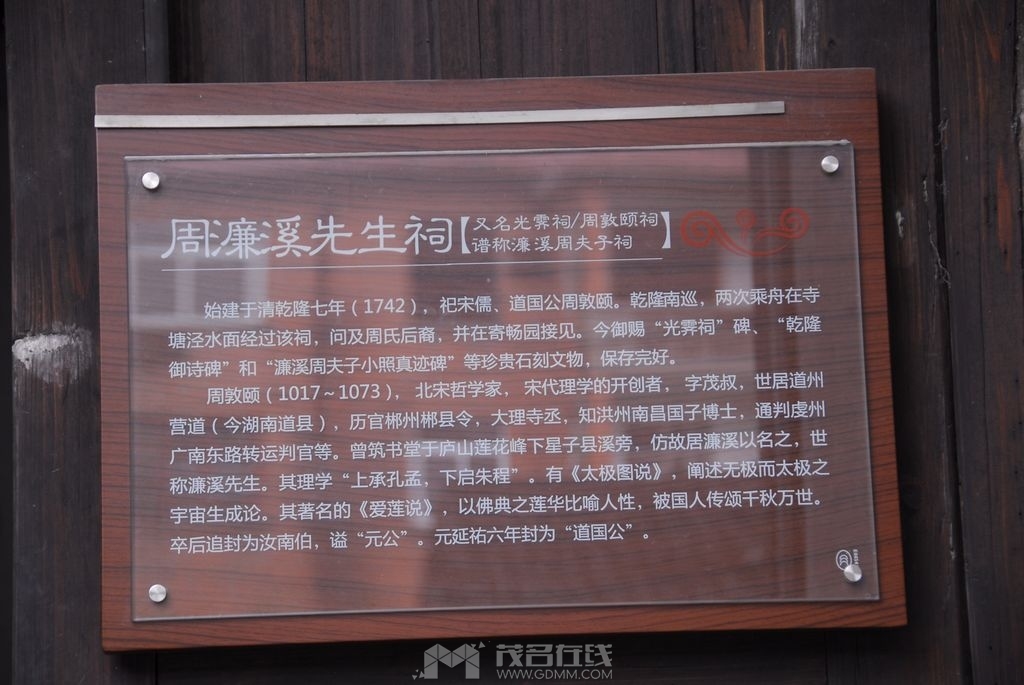 周濂溪先生祠【又名光霁祠/周敦颐祠
谱称濂溪周夫子祠】
始建于清乾隆七年（1742），祀宋儒、道国公周敦颐。乾隆南巡，两次乘舟在寺
塘泾水面经过该祠，问及周氏后裔，并在寄畅园接见。今御赐“光霁祠”碑、“乾隆
御诗碑”和“濂溪周夫子小照真迹碑”等珍贵石刻文物，保存完好。
周敦颐（1017～1073），北宋哲学家，宋代理学的开创者，字茂叔，世居道州
营道（今湖南道县），历官郴州郴县令，大理寺丞，知洪州南昌国子博士，通判虔州
广南东路转运判官等。曾筑书堂于庐山莲花峰下星子县溪旁，仿故居濂溪以名之，世
称濂溪先生。其理学“上承孔孟，下启朱程”。有《太极图说》，阐述无极而太极之
宇宙生成论。其著名的《爱莲说》，以佛典之莲华比喻人性，被国人传颂千秋万世。
卒后追封为汝南伯，谥“元公”。元延祐六年封为“道国公”。
茂名在线
WWW.GDMM.COM